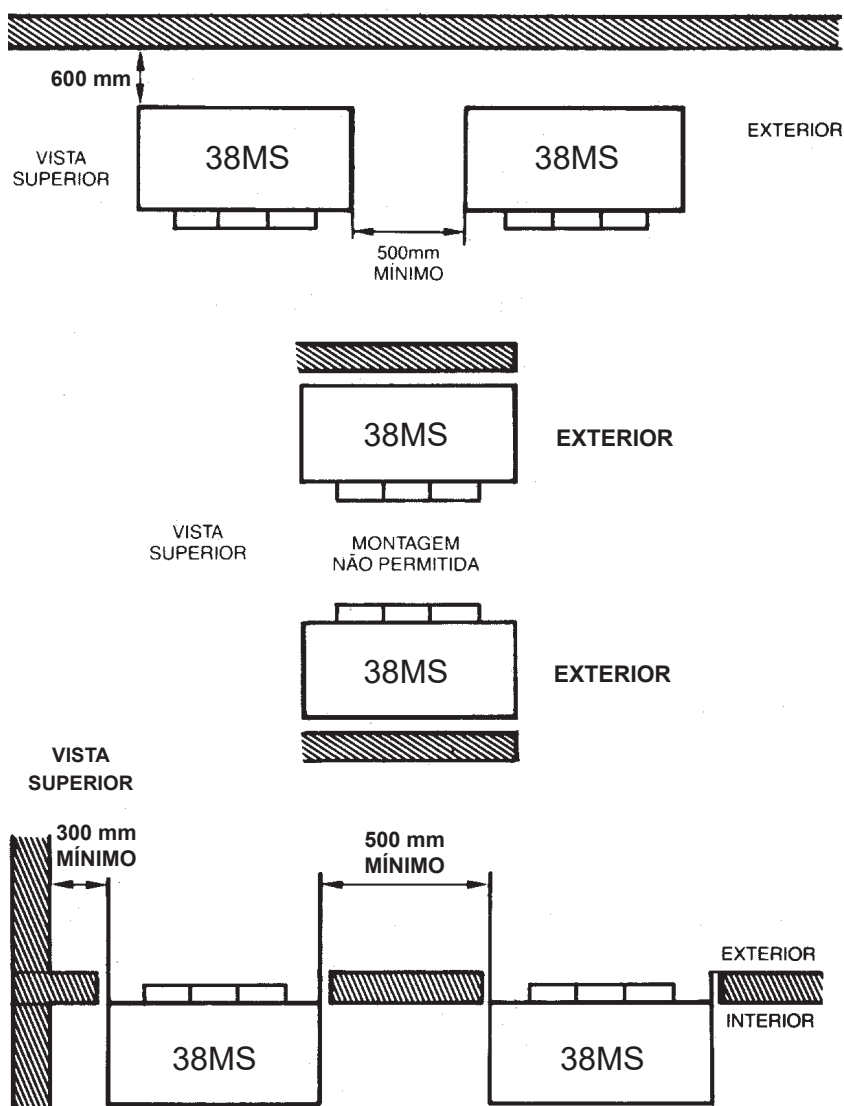 600 mm
VISTA
SUPERIOR
38MS
38MS
EXTERIOR
500mm
MÍNIMO
38MS
EXTERIOR
VISTA
SUPERIOR
MONTAGEM
NÃO PERMITIDA
38MS
EXTERIOR
VISTA
SUPERIOR
300 mm
MÍNIMO
500 mm
MÍNIMO
EXTERIOR
INTERIOR
38MS
38MS